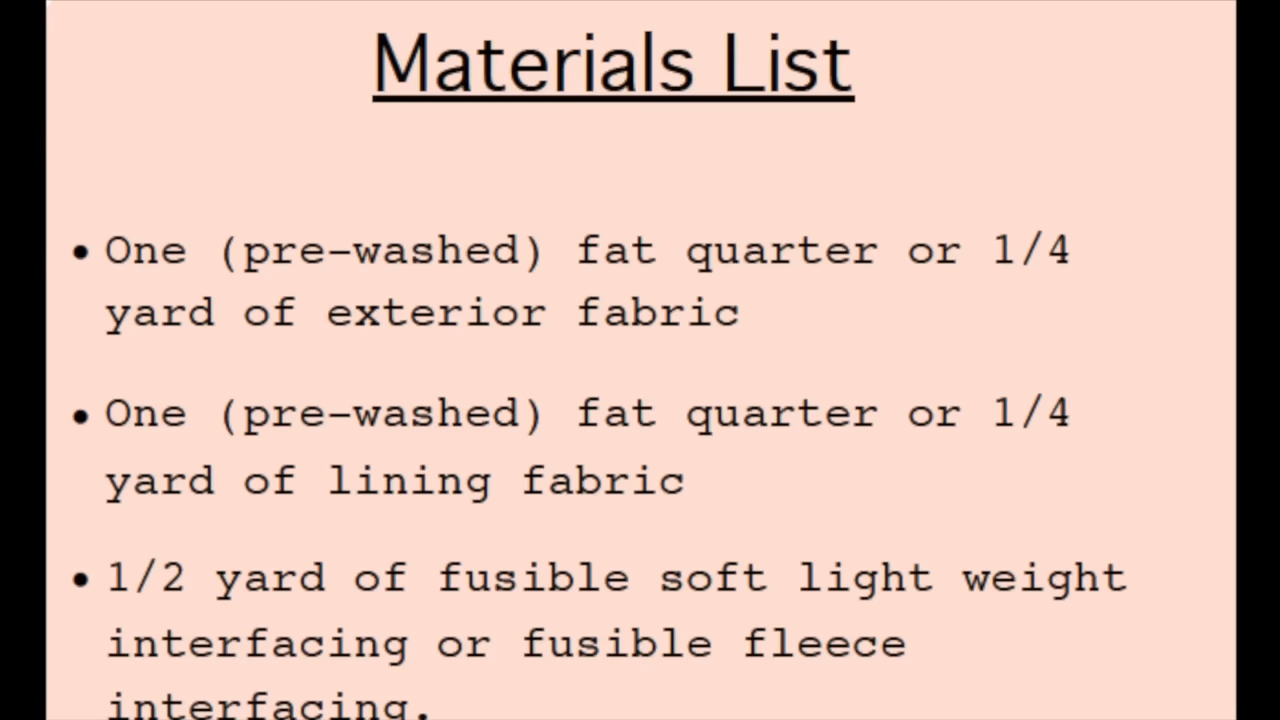 Materials List
• One (pre-washed) fat quarter or 1/4
yard of exterior fabric
• One (pre-washed) fat quarter or 1/4
yard of lining fabric
• 1/2 yard of fusible soft light weight
interfacing or fusible fleece
interfacing.